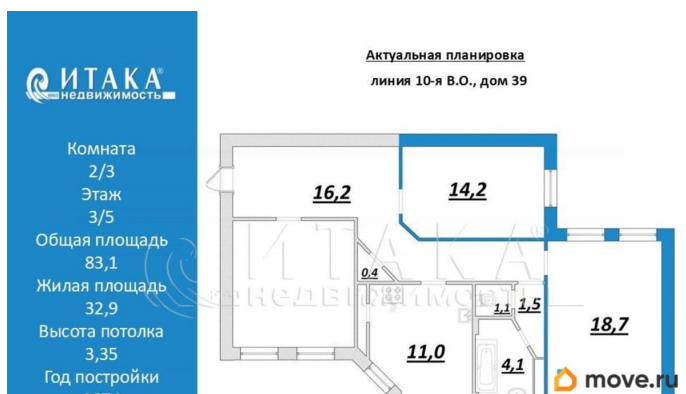 ИТАКА®
НЕДВИЖИМОСТЬ
Комната
2/3
Этаж
3/5
Общая площадь
83,1
Жилая площадь
32,9
Высота потолка
3,35
Год постройки
Актуальная планировка
линия 10-я В.О., дом 39
16,2
14,2
ИТАКА
недвижимость
0.4
1,1
1,5
11,0
4,1
18,7
move.ru